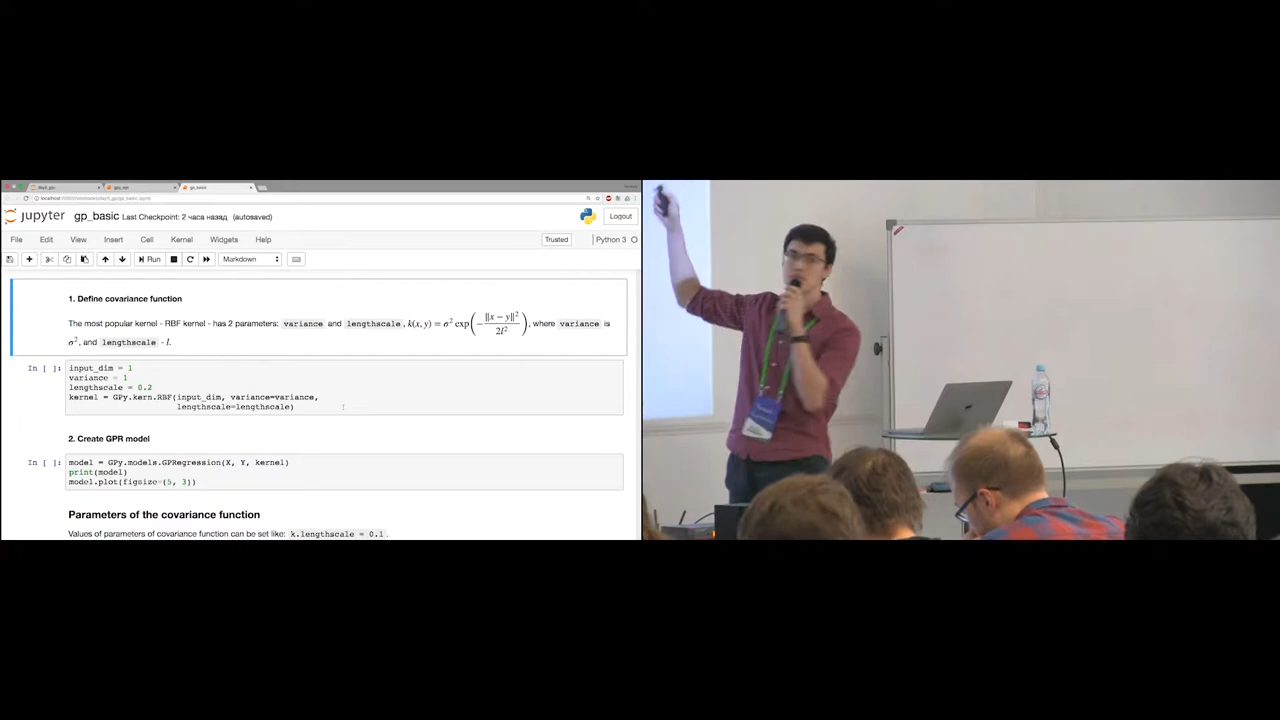 gp_basic
jupyter gp_basic Last Checkpoint: 2 часа назад (autosaved) Logout
File Edit View Insert Cell Kernel Widgets Help Trusted Python 3
Run Markdown
1. Define covariance function
The most popular kernel - RBF kernel - has 2 parameters: variance and lengthscale, k(x, y) = σ² exp(−‖x − y‖²/2l²), where variance is
σ², and lengthscale - l.
In [ ]: input_dim = 1
variance = 1
lengthscale = 0.2
kernel = GPy.kern.RBF(input_dim, variance=variance,
lengthscale=lengthscale)
2. Create GPR model
In [ ]: model = GPy.models.GPRegression(X, Y, kernel)
print(model)
model.plot(figsize=(5, 3))
Parameters of the covariance function
Values of parameters of covariance function can be set like: k.lengthscale = 0.1.